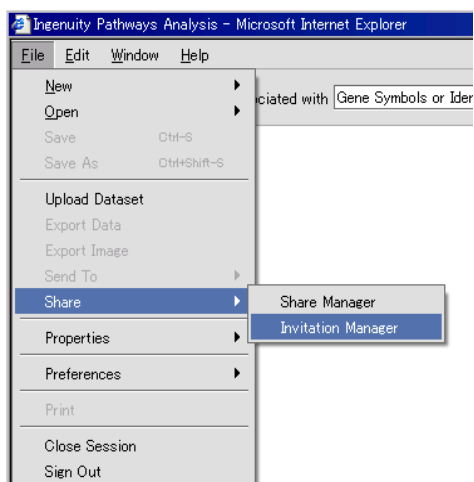 Ingenuity Pathways Analysis - Microsoft Internet Explorer
File Edit Window Help
New
ciated with Gene Symbols or Iden
Open
Save Ctrl-S
Save As Ctrl+Shift-S
Upload Dataset
Export Data
Export Image
Send To
Share
Share Manager
Invitation Manager
Properties
Preferences
Print
Close Session
Sign Out